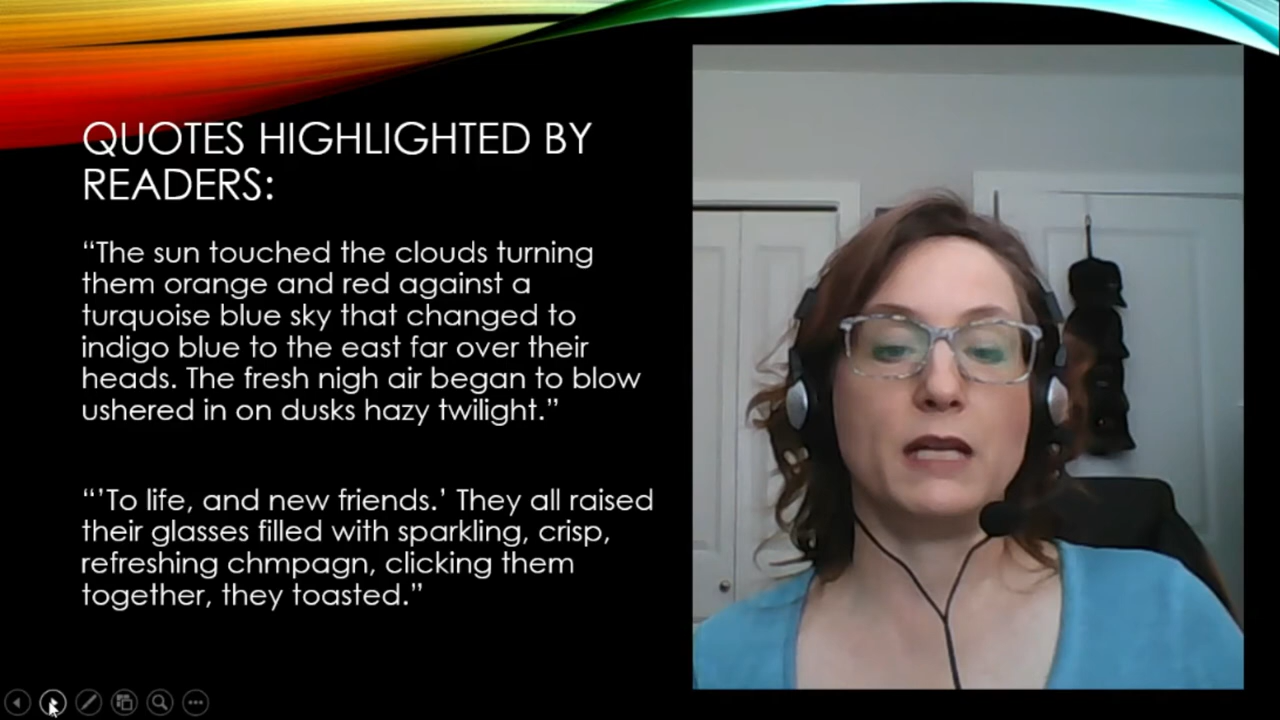 QUOTES HIGHLIGHTED BY
READERS:
“The sun touched the clouds turning
them orange and red against a
turquoise blue sky that changed to
indigo blue to the east far over their
heads. The fresh nigh air began to blow
ushered in on dusks hazy twilight.”
“’To life, and new friends.’ They all raised
their glasses filled with sparkling, crisp,
refreshing chmpagn, clicking them
together, they toasted.”